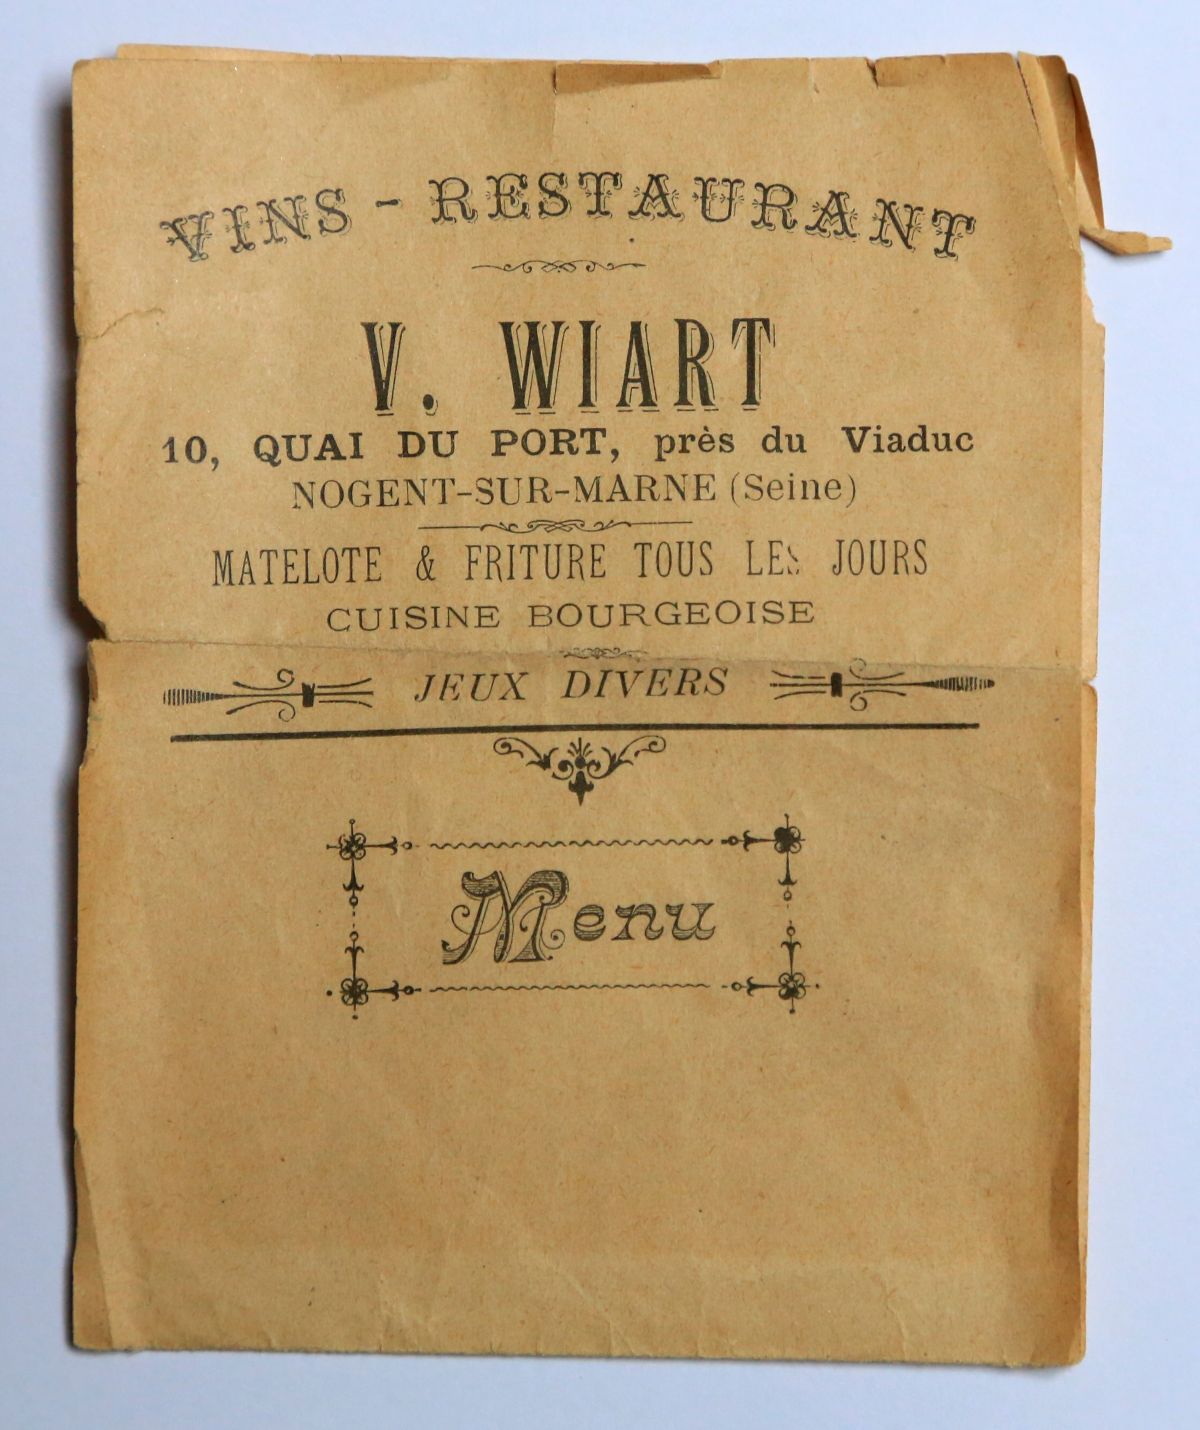 VINS - RESTAURANT
V. WIART
10, QUAI DU PORT, près du Viaduc
NOGENT-SUR-MARNE (Seine)
MATELOTE & FRITURE TOUS LES JOURS
CUISINE BOURGEOISE
JEUX DIVERS
Menu